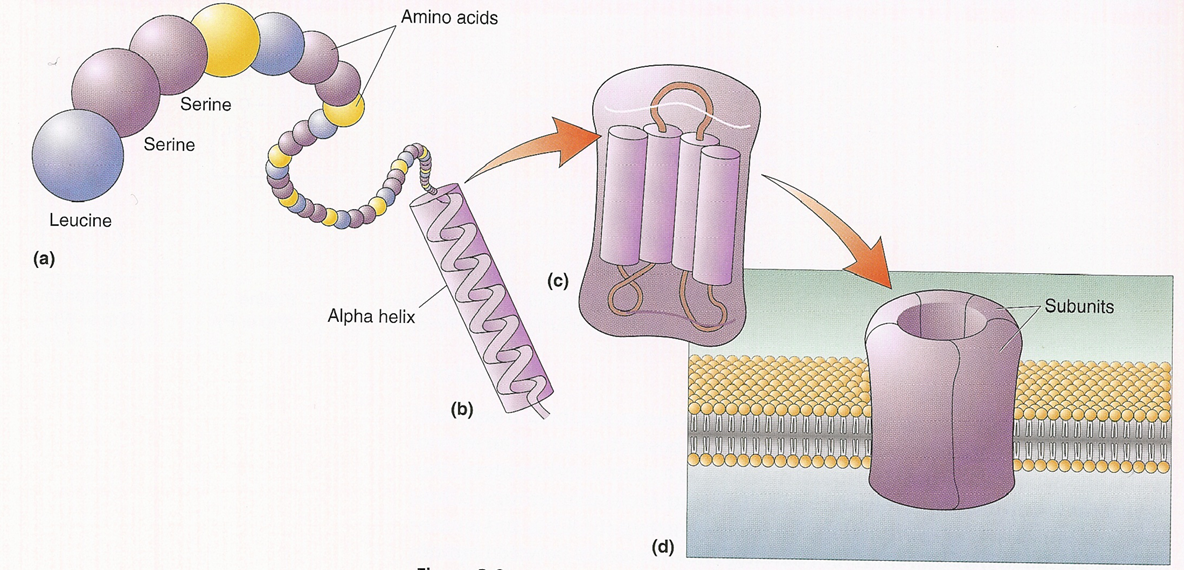 Amino acids
Serine
Serine
Leucine
(a)
Alpha helix
(b)
(c)
Subunits
(d)